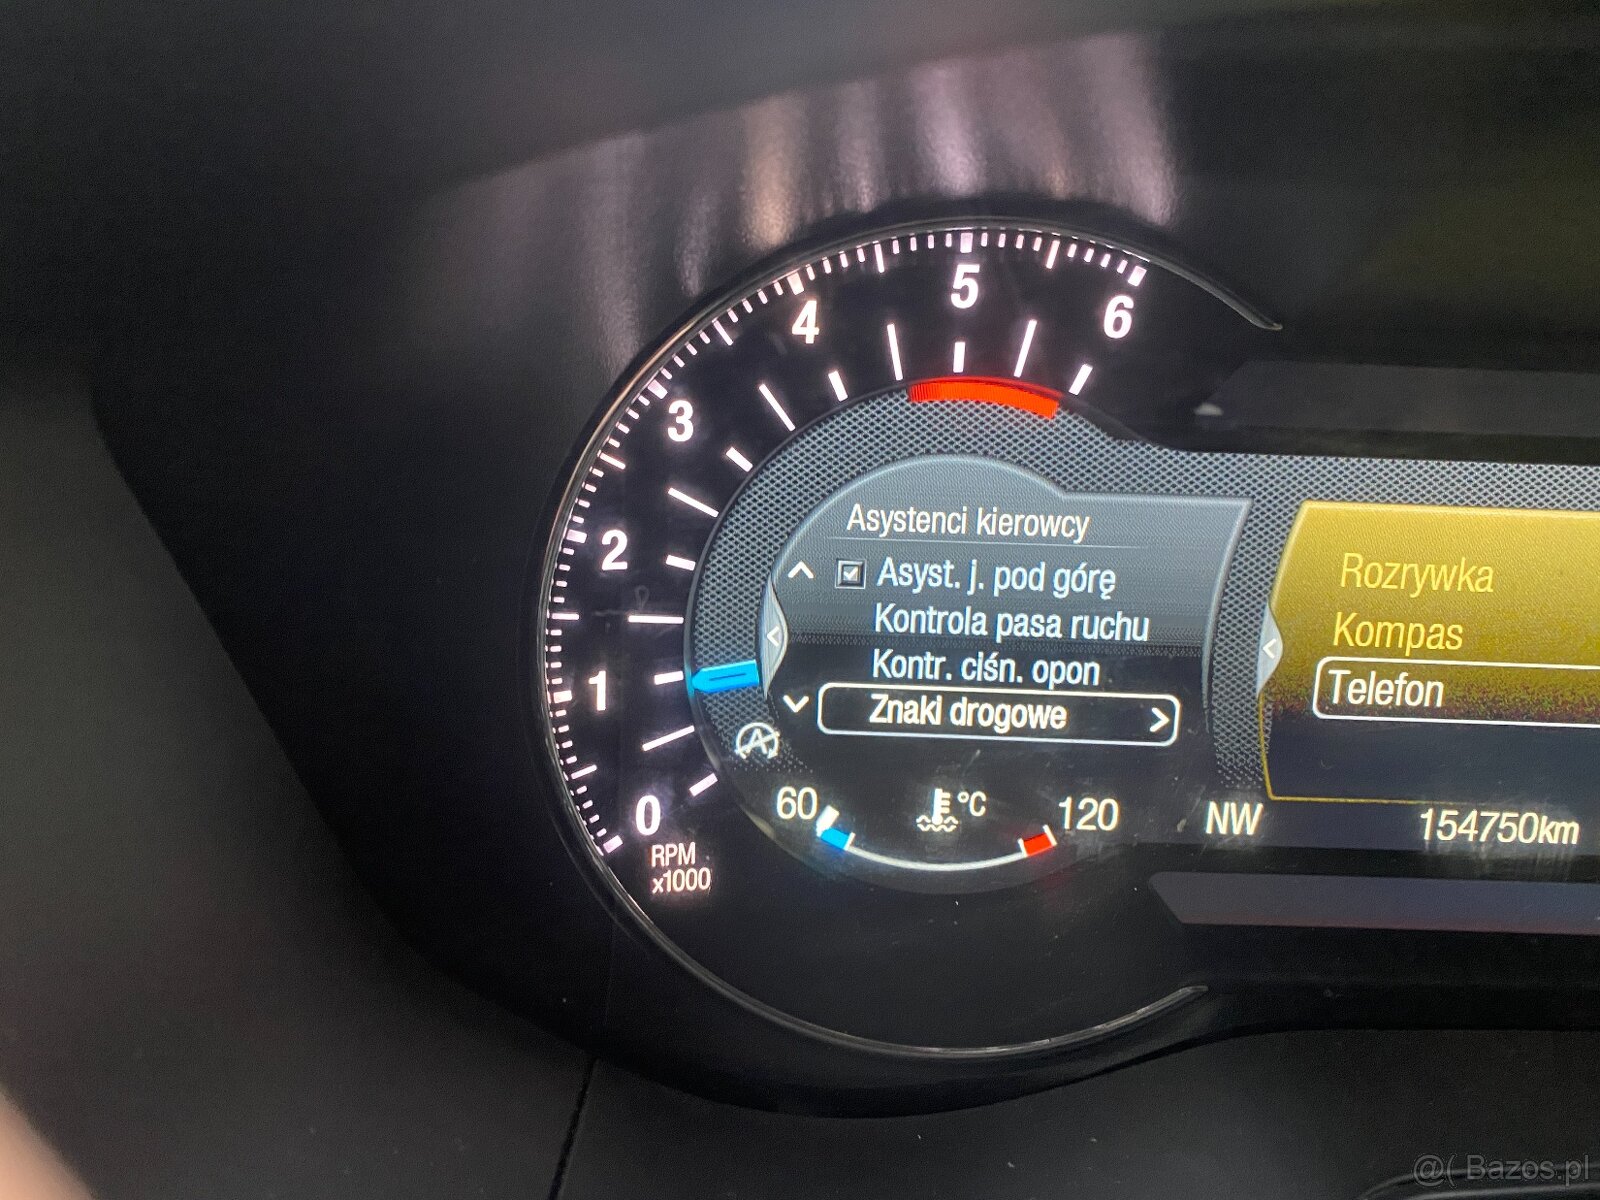 5
6
4
3
2
1
0
RPM
x1000
Asystenci kierowcy
Asyst. j. pod górę
Kontrola pasa ruchu
Kontr. ciśn. opon
Znaki drogowe
A
60
°C
120
Rozrywka
Kompas
Telefon
NW
154750km
@( Bazos.pl